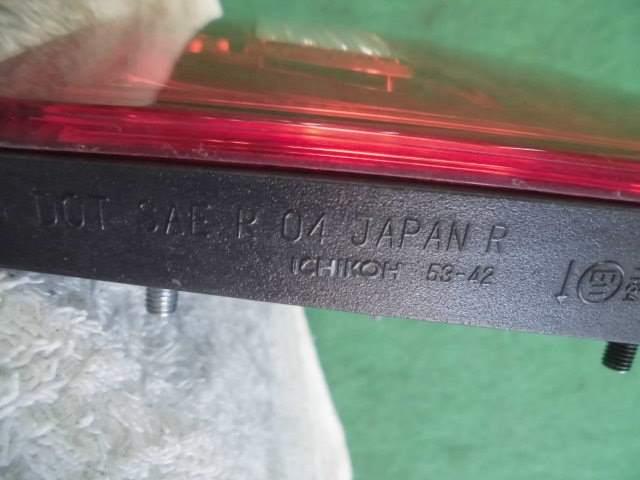 DOT SAE R 04 JAPAN R
ICHIKOH 53-42